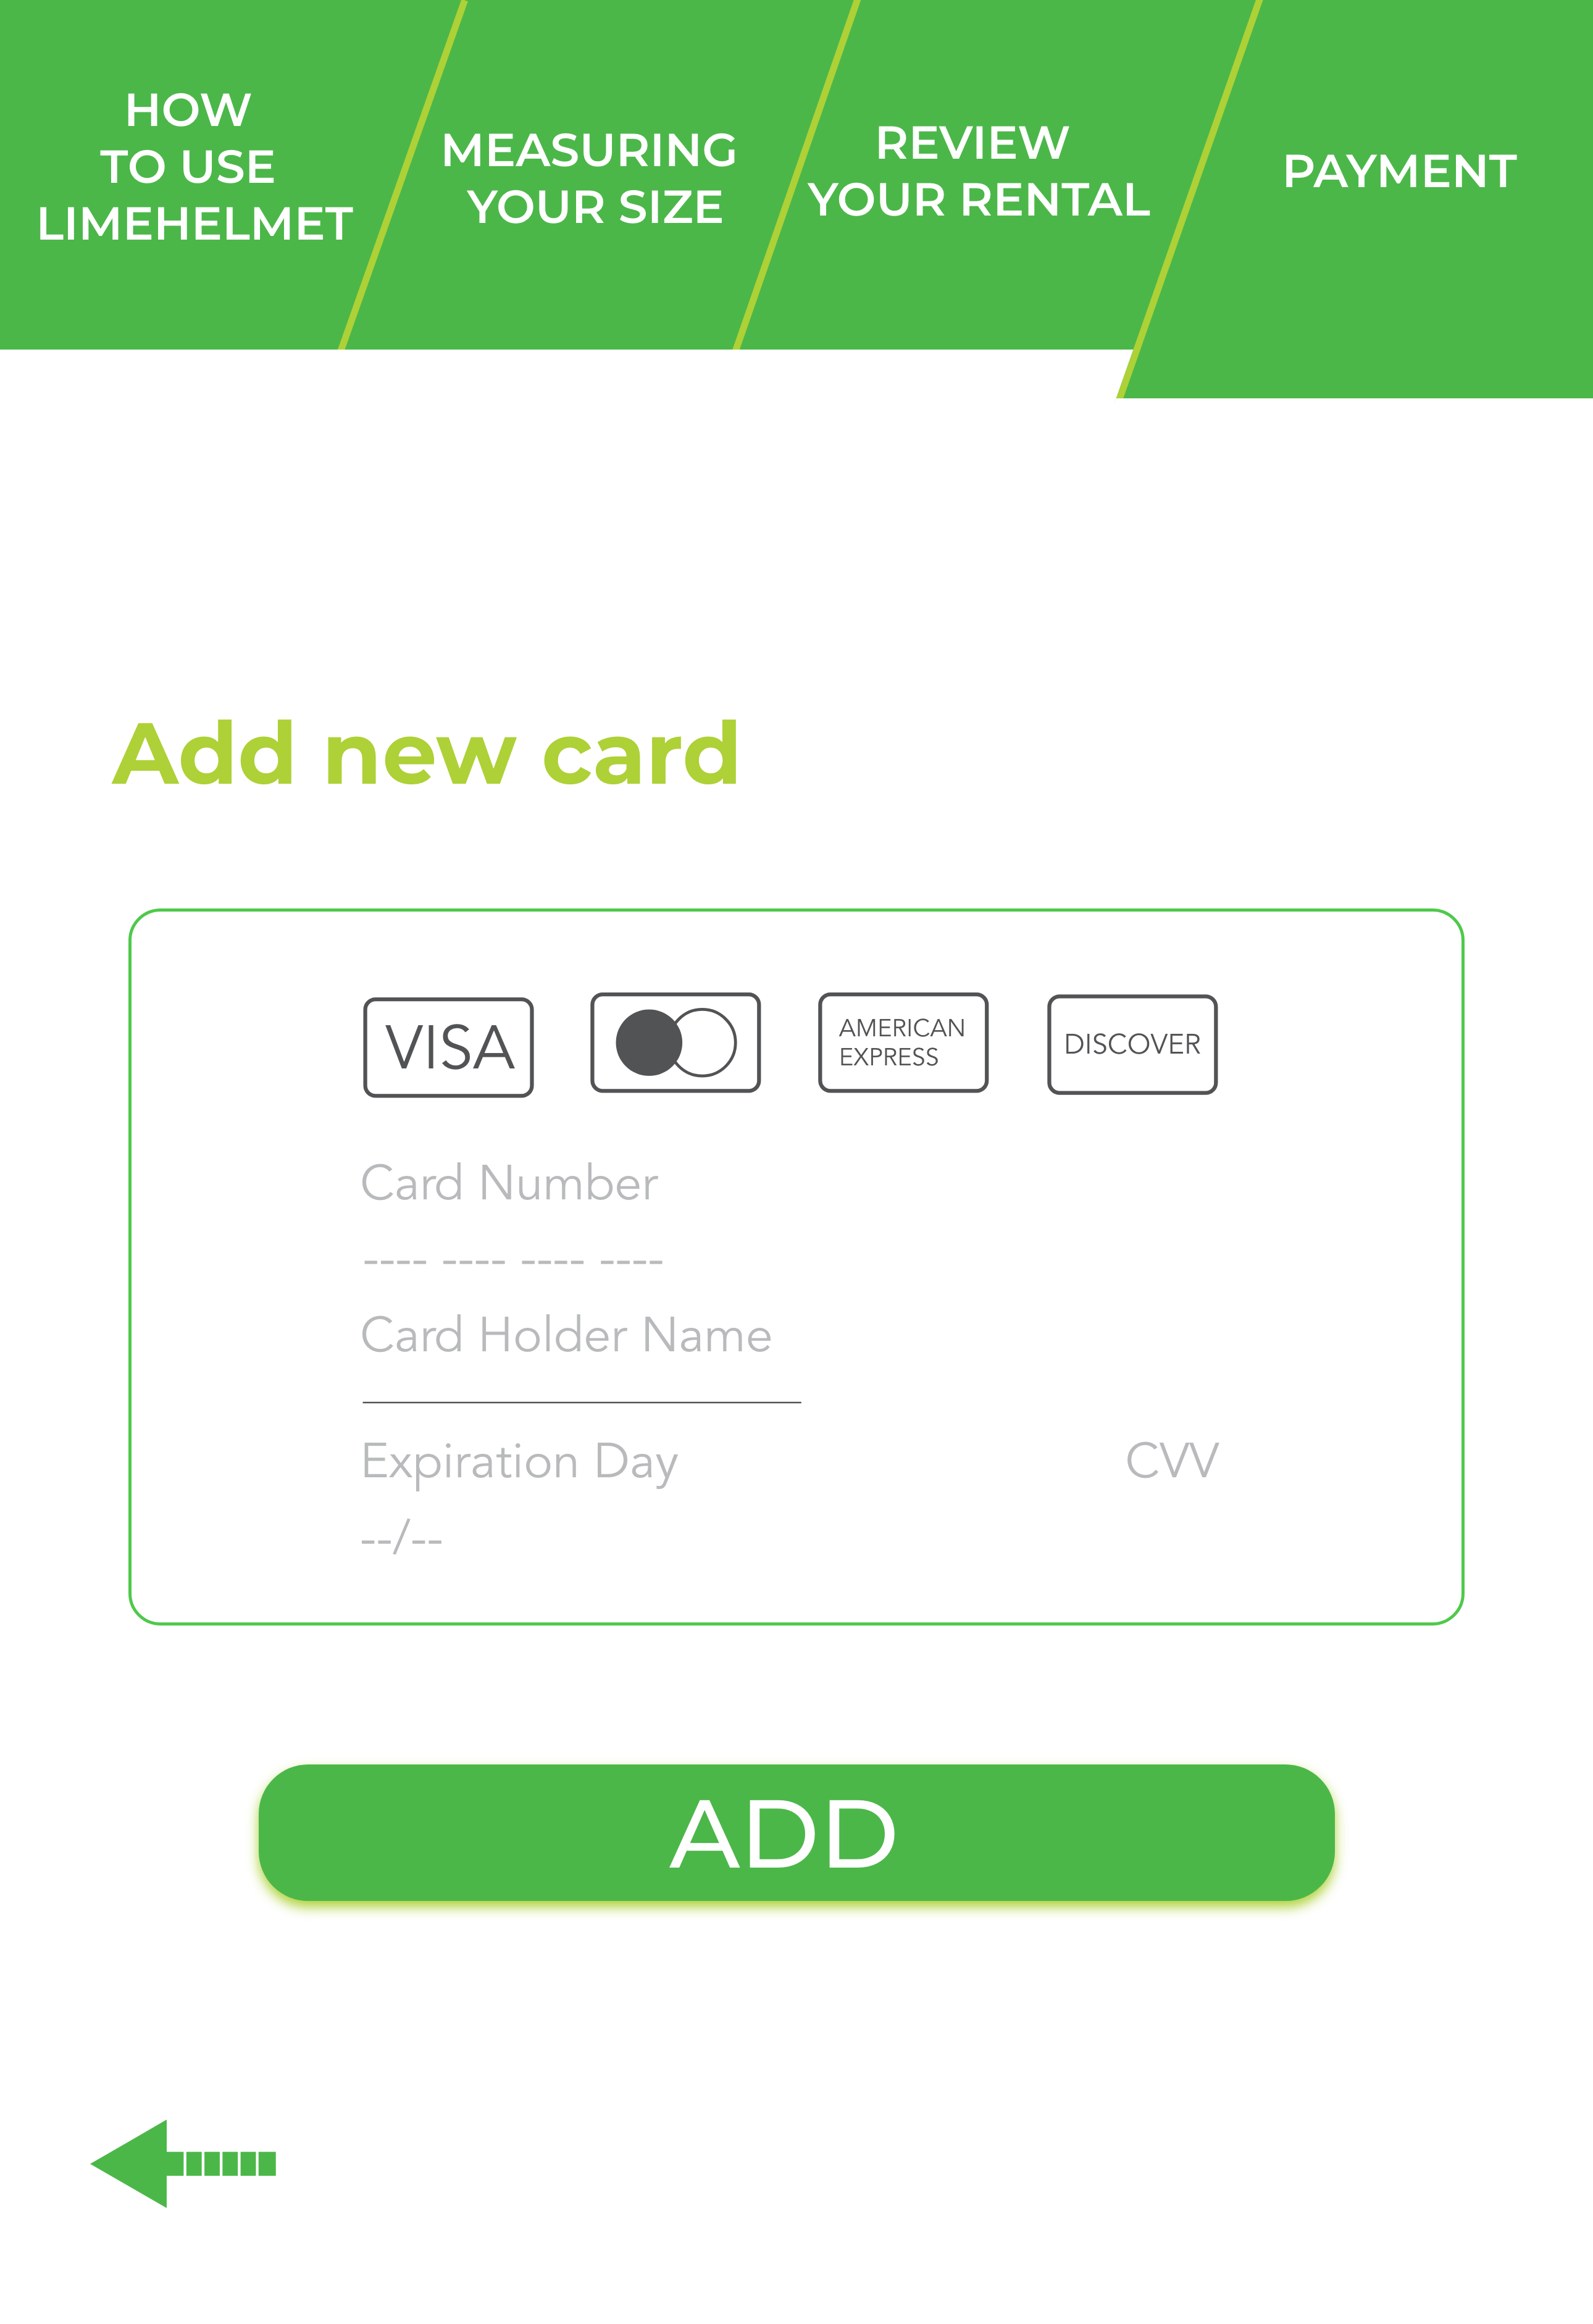 HOW
TO USE
LIMEHELMET
MEASURING
YOUR SIZE
REVIEW
YOUR RENTAL
PAYMENT
Add new card
VISA
AMERICAN
EXPRESS
DISCOVER
Card Number
---- ---- ---- ----
Card Holder Name
Expiration Day
CVV
--/--
ADD